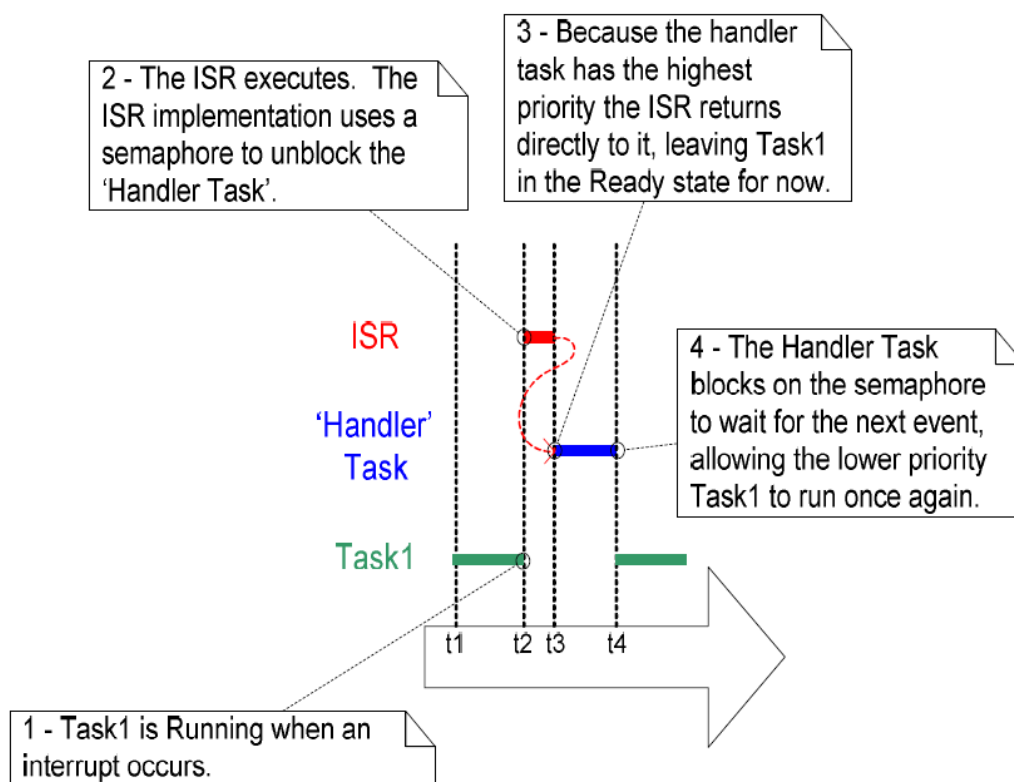 3 - Because the handler
task has the highest
priority the ISR returns
directly to it, leaving Task1
in the Ready state for now.
2 - The ISR executes.  The
ISR implementation uses a
semaphore to unblock the
‘Handler Task’.
ISR
4 - The Handler Task
blocks on the semaphore
to wait for the next event,
allowing the lower priority
Task1 to run once again.
‘Handler’
Task
Task1
t1 t2 t3 t4
1 - Task1 is Running when an
interrupt occurs.